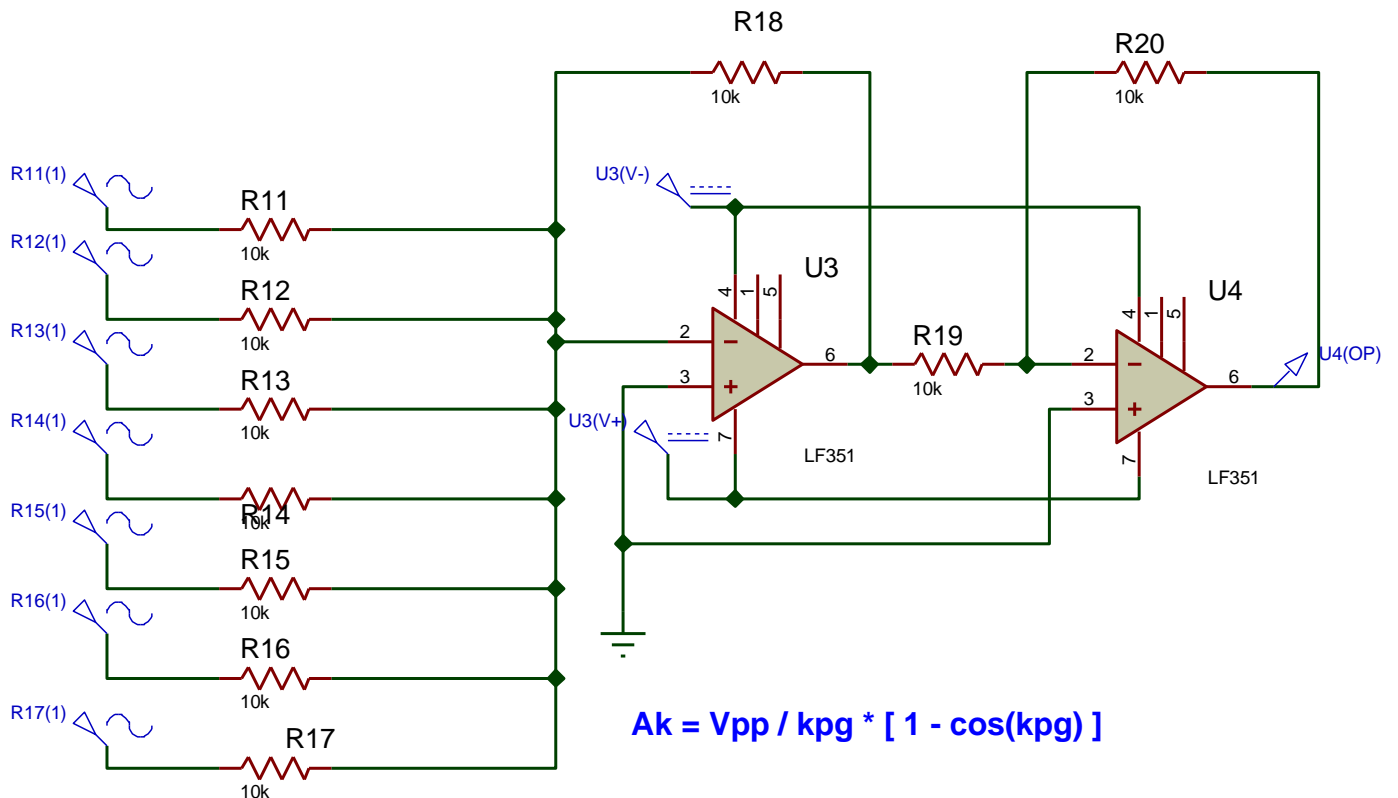 R18
10k
R20
10k
R11(1)
R11
10k
U3(V-)
R12(1)
R12
10k
U3
4
1
5
2
3
6
7
LF351
U3(V+)
R19
10k
U4
4
1
5
2
3
6
7
LF351
U4(OP)
R13(1)
R13
10k
R14(1)
R14
10k
R15(1)
R15
10k
R16(1)
R16
10k
R17(1)
R17
10k
Ak = Vpp / kpg * [ 1 - cos(kpg) ]